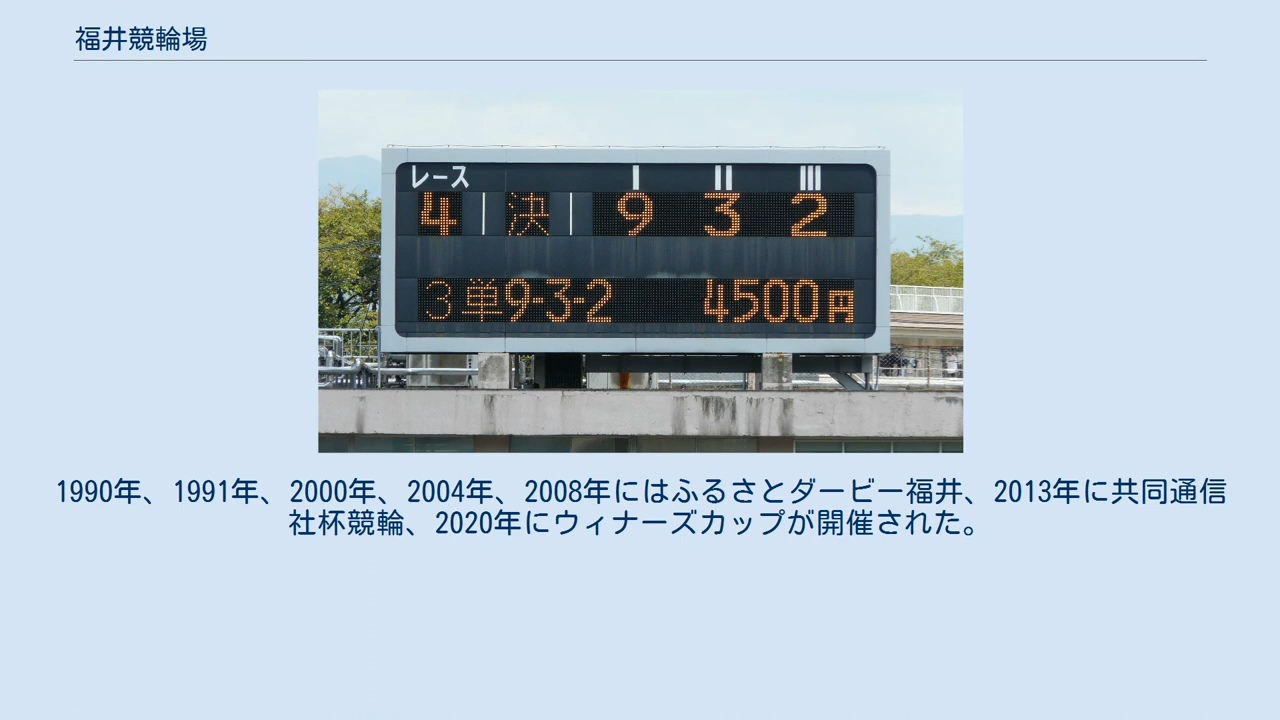 福井競輪場
レース Ⅰ Ⅱ Ⅲ
4 決 9 3 2
3単9-3-2 4500円
1990年、1991年、2000年、2004年、2008年にはふるさとダービー福井、2013年に共同通信
社杯競輪、2020年にウィナーズカップが開催された。